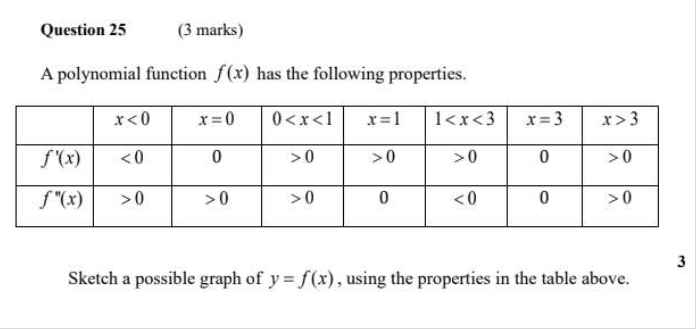 Question 25 (3 marks)
A polynomial function f(x) has the following properties.
x<0 x=0 0<x<1 x=1 1<x<3 x=3 x>3
f'(x) <0 0 >0 >0 >0 0 >0
f"(x) >0 >0 >0 0 <0 0 >0
3
Sketch a possible graph of y = f(x), using the properties in the table above.